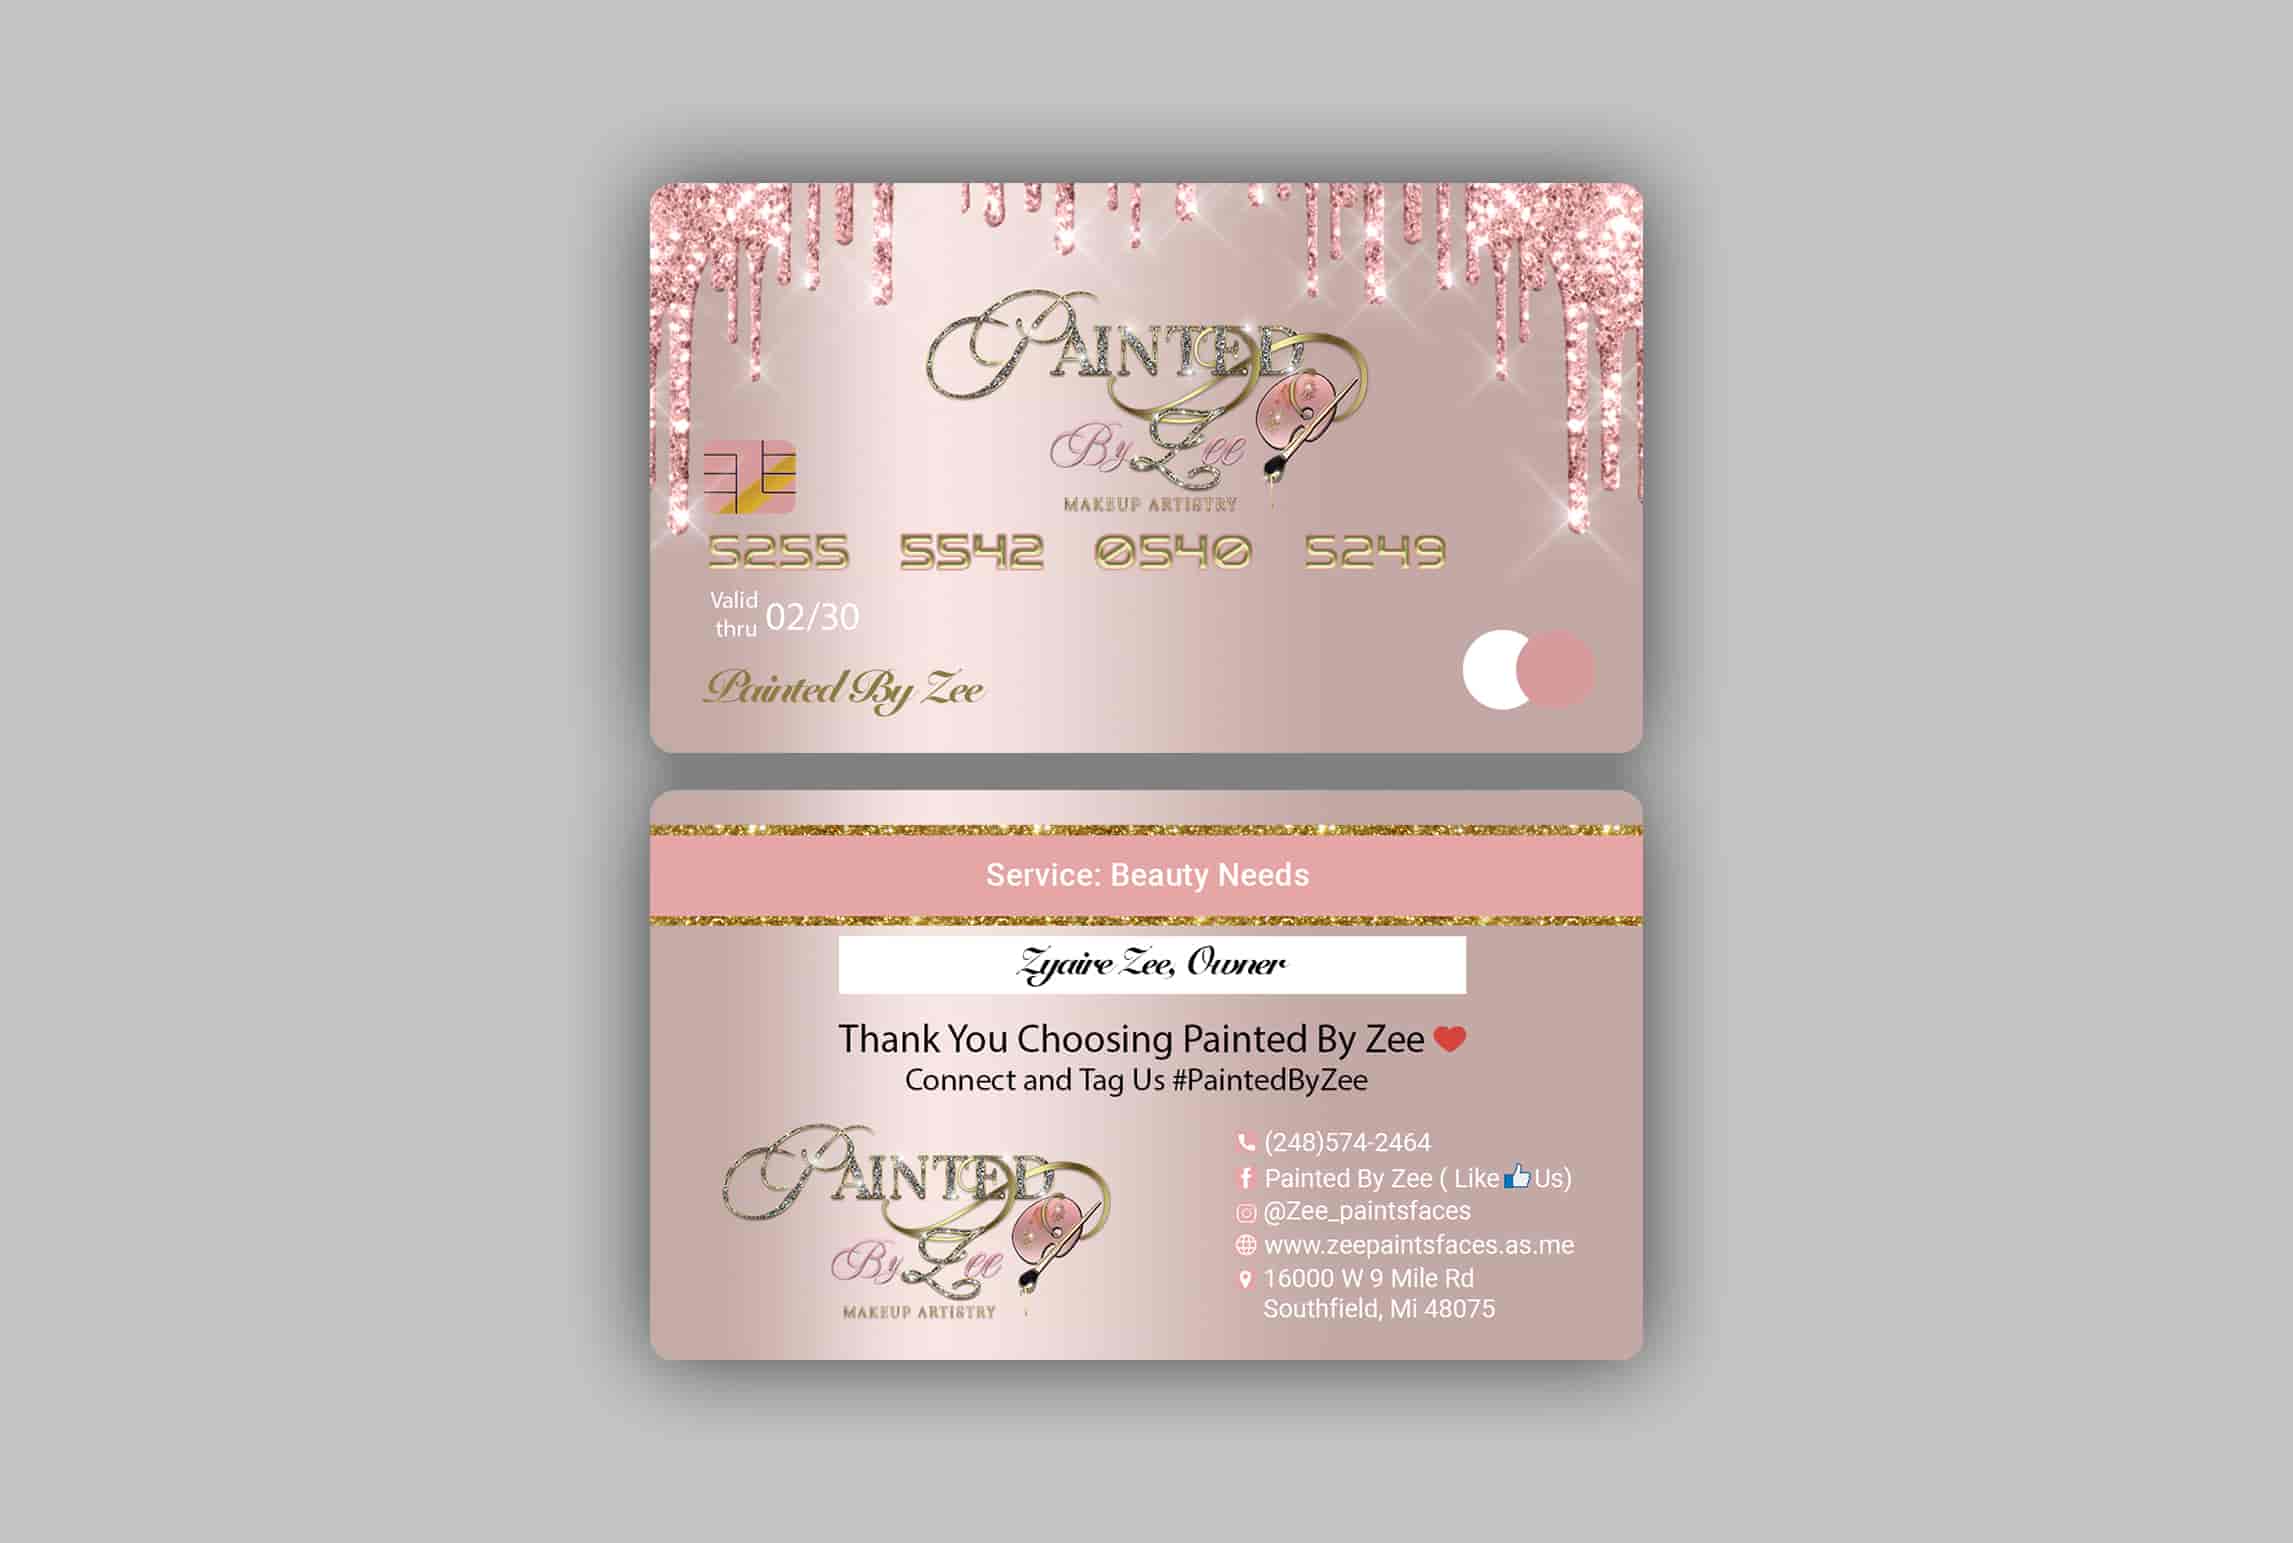 PAINTED
By Zee
MAKEUP ARTISTRY
5255 5542 0540 5249
Valid
thru 02/30
Painted By Zee
Service: Beauty Needs
Zyaire Zee, Owner
Thank You Choosing Painted By Zee
Connect and Tag Us #PaintedByZee
PAINTED
By Zee
MAKEUP ARTISTRY
(248)574-2464
Painted By Zee ( Like Us)
@Zee_paintsfaces
www.zeepaintsfaces.as.me
16000 W 9 Mile Rd
Southfield, Mi 48075